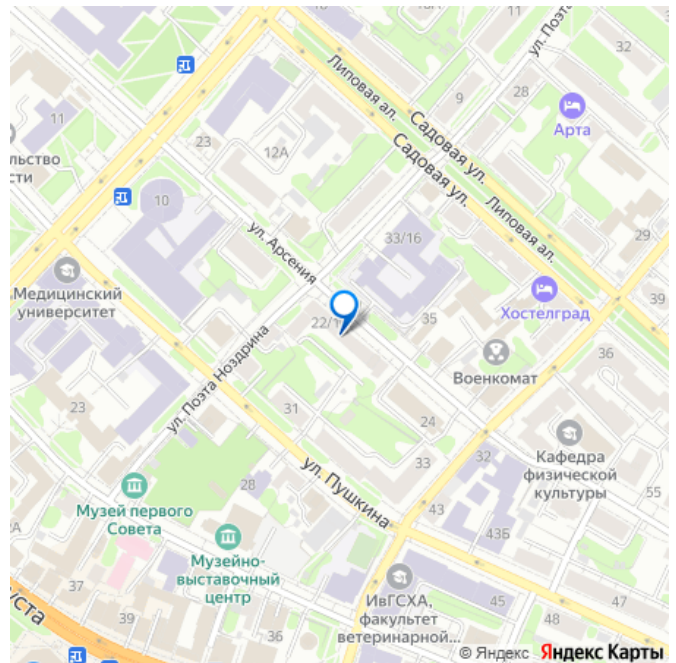 11
ул. Поэта
32
Липовая ал.
9
28
Арта
Садовая ул.
Садовая ул.
11
23
12А
10
Липовая ал.
29
ул. Арсения
33/16
Медицинский
университет
Хостелград
39
35
36
Военкомат
ул. Поэта Ноздрина
23
31
24
Кафедра
физической
культуры
33
32
ул. Пушкина
28
55
43
43Б
Музей первого
Совета
Музейно-
выставочный
центр
37
39
36
ИвГСХА,
факультет
ветеринарной...
45
47
48
© Яндекс Яндекс Карты